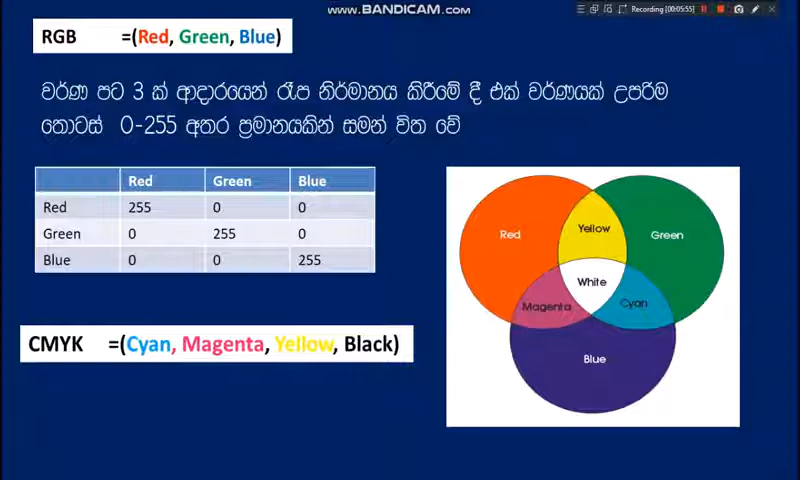 www.BANDICAM.com
Recording [00:05:55]
RGB =(Red, Green, Blue)
වර්ණ පට 3 ක් ආදාරයෙන් රෑප නිර්මානය කිරීමේ දී එක් වර්ණයක් උපරිම
තොටස් 0-255 අතර ප්‍රමානයකින් සමන් විත වේ
Red Green Blue
Red 255 0 0
Green 0 255 0
Blue 0 0 255
Red
Yellow
Green
White
Magenta
Cyan
Blue
CMYK =(Cyan, Magenta, Yellow, Black)